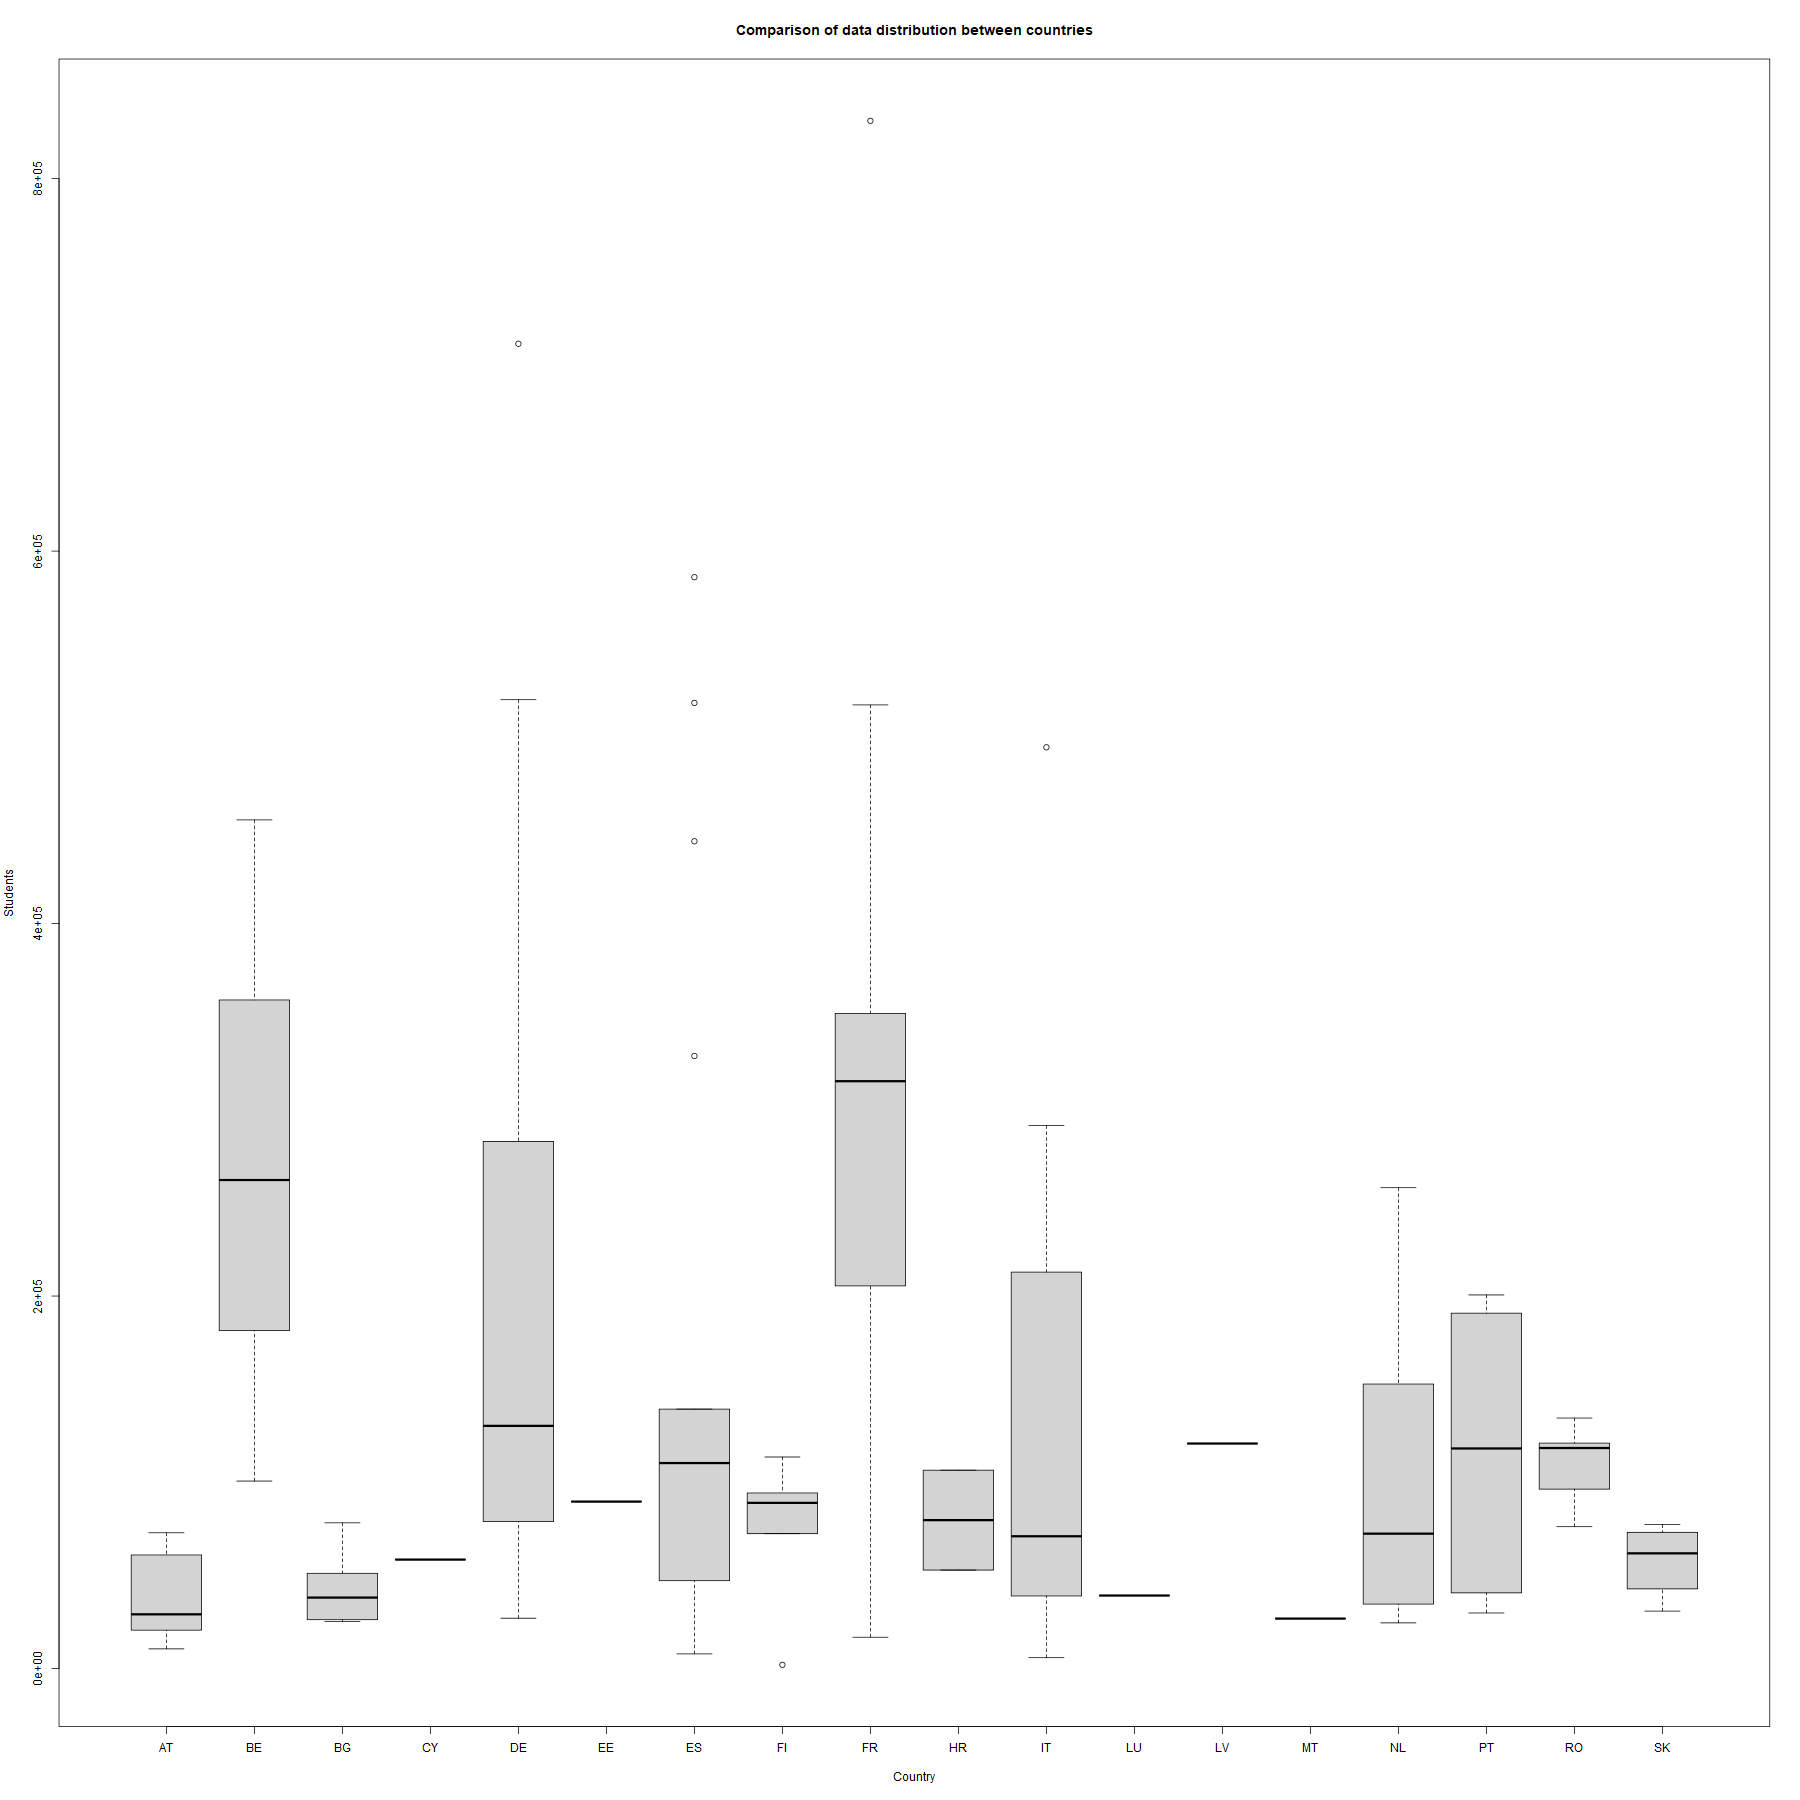 Comparison of data distribution between countries
8e+05
6e+05
4e+05
2e+05
0e+00
Students
AT BE BG CY DE EE ES FI FR HR IT LU LV MT NL PT RO SK
Country